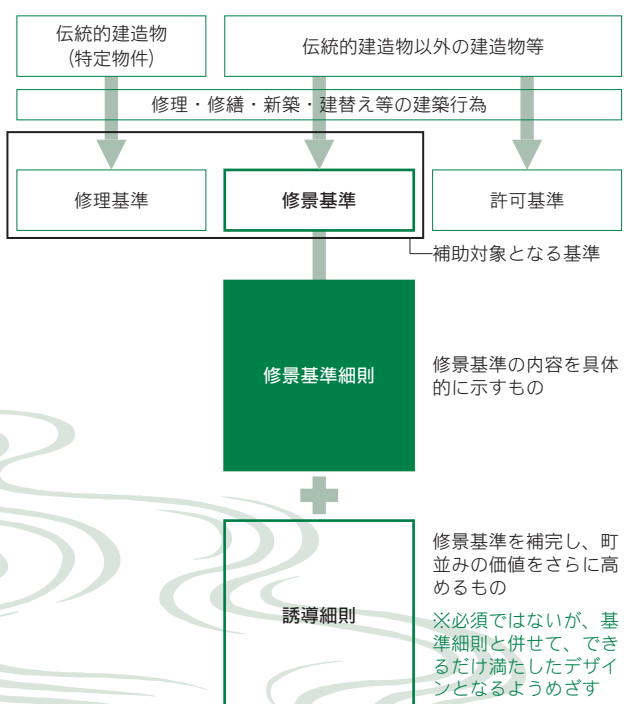 伝統的建造物
(特定物件)
伝統的建造物以外の建造物等
修理・修繕・新築・建替え等の建築行為
修理基準
修景基準
許可基準
補助対象となる基準
修景基準細則
修景基準の内容を具体
的に示すもの
誘導細則
修景基準を補完し、町
並みの価値をさらに高
めるもの
※必須ではないが、基
準細則と併せて、でき
るだけ満たしたデザイ
ンとなるようめざす